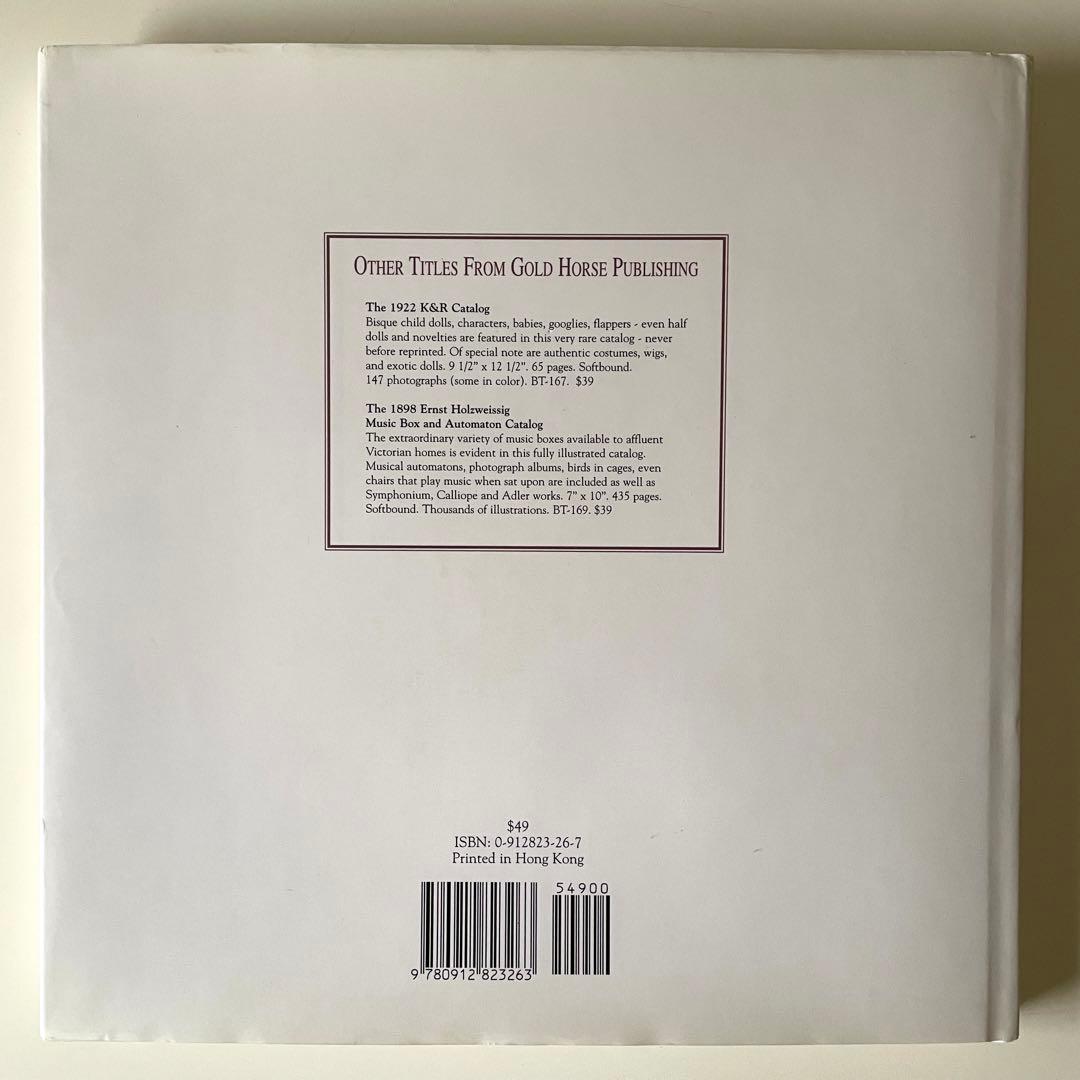 OTHER TITLES FROM GOLD HORSE PUBLISHING
The 1922 K&R Catalog
Bisque child dolls, characters, babies, googlies, flappers - even half
dolls and novelties are featured in this very rare catalog - never
before reprinted. Of special note are authentic costumes, wigs,
and exotic dolls. 9 1/2" x 12 1/2". 65 pages. Softbound.
147 photographs (some in color). BT-167. $39
The 1898 Ernst Holzweissig
Music Box and Automaton Catalog
The extraordinary variety of music boxes available to affluent
Victorian homes is evident in this fully illustrated catalog.
Musical automatons, photograph albums, birds in cages, even
chairs that play music when sat upon are included as well as
Symphonium, Calliope and Adler works. 7" x 10". 435 pages.
Softbound. Thousands of illustrations. BT-169. $39
$49
ISBN: 0-912823-26-7
Printed in Hong Kong
54900
9 780912 823263